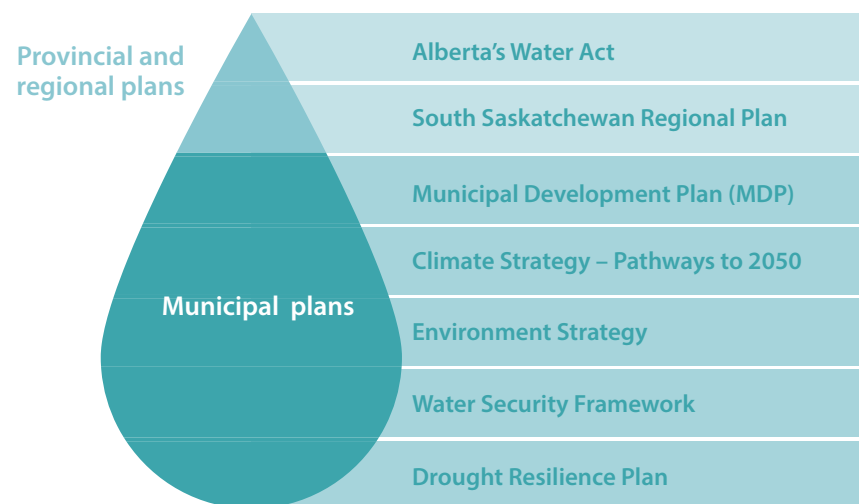 Provincial and
regional plans
Alberta’s Water Act
South Saskatchewan Regional Plan
Municipal Development Plan (MDP)
Climate Strategy – Pathways to 2050
Municipal plans
Environment Strategy
Water Security Framework
Drought Resilience Plan